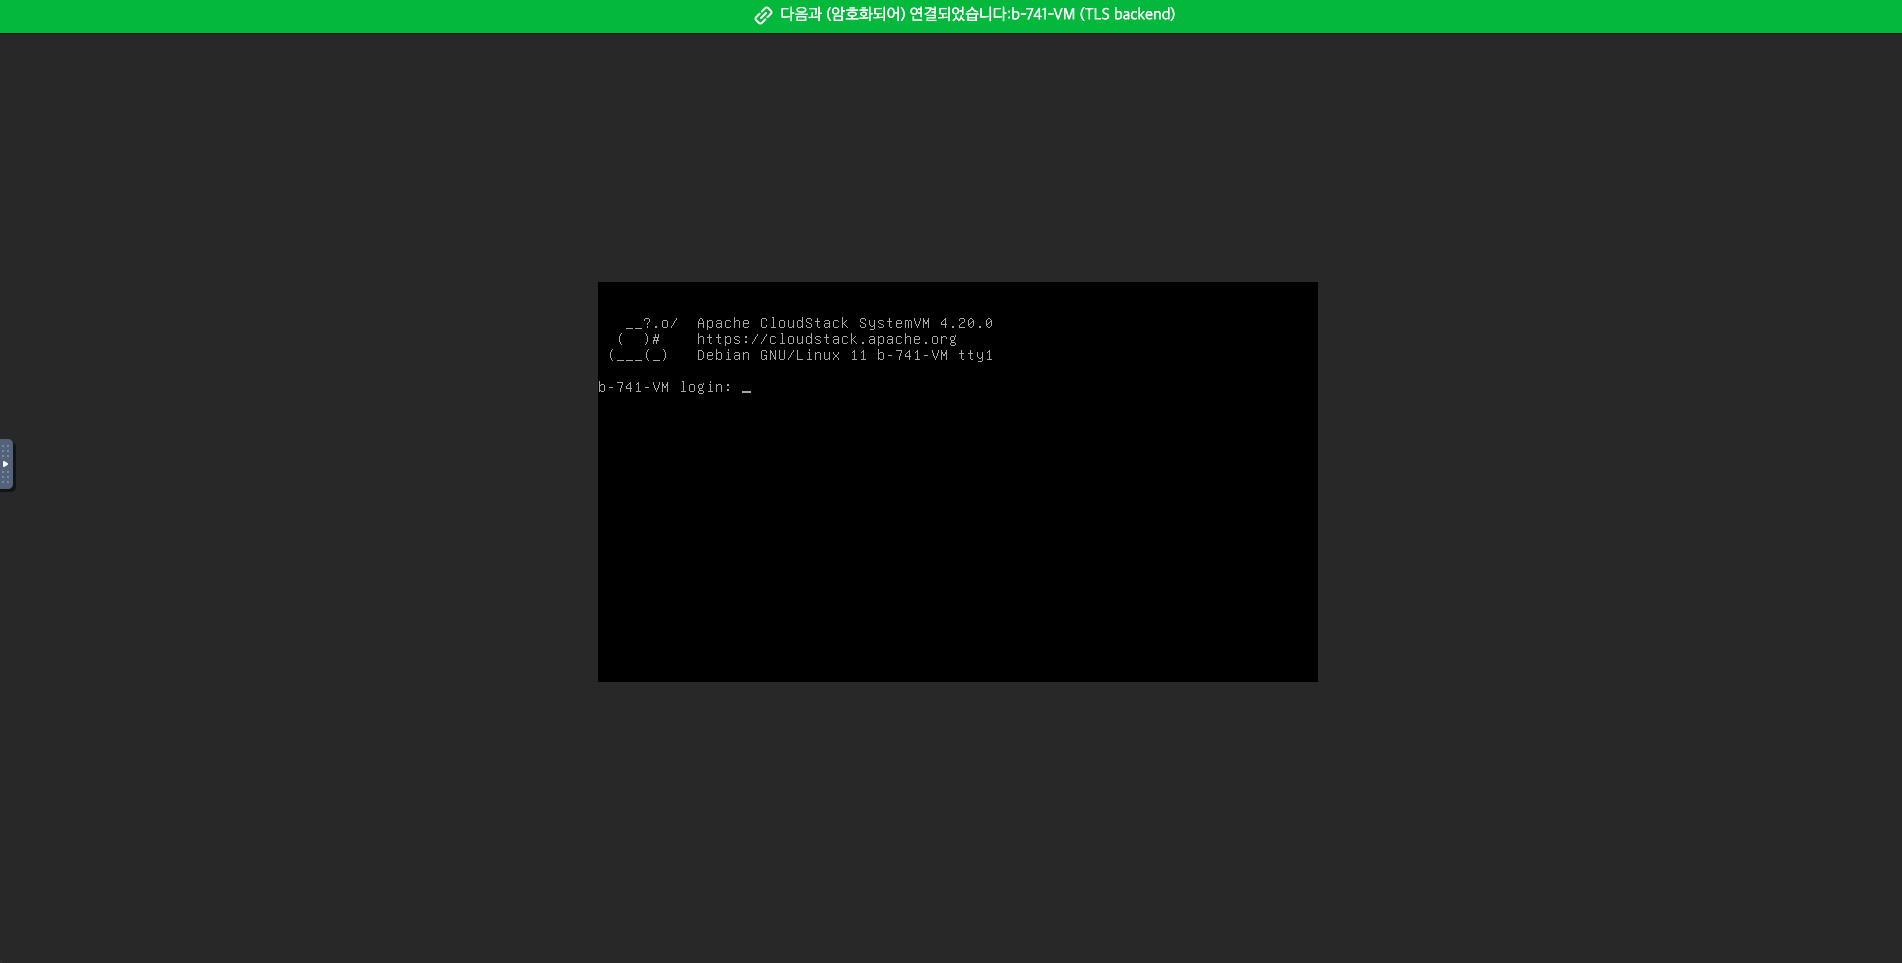 다음과 (암호화되어) 연결되었습니다:b-741-VM (TLS backend)
   __?.o/  Apache CloudStack SystemVM 4.20.0
  (  )#    https://cloudstack.apache.org
 (___(_)   Debian GNU/Linux 11 b-741-VM tty1
b-741-VM login: _